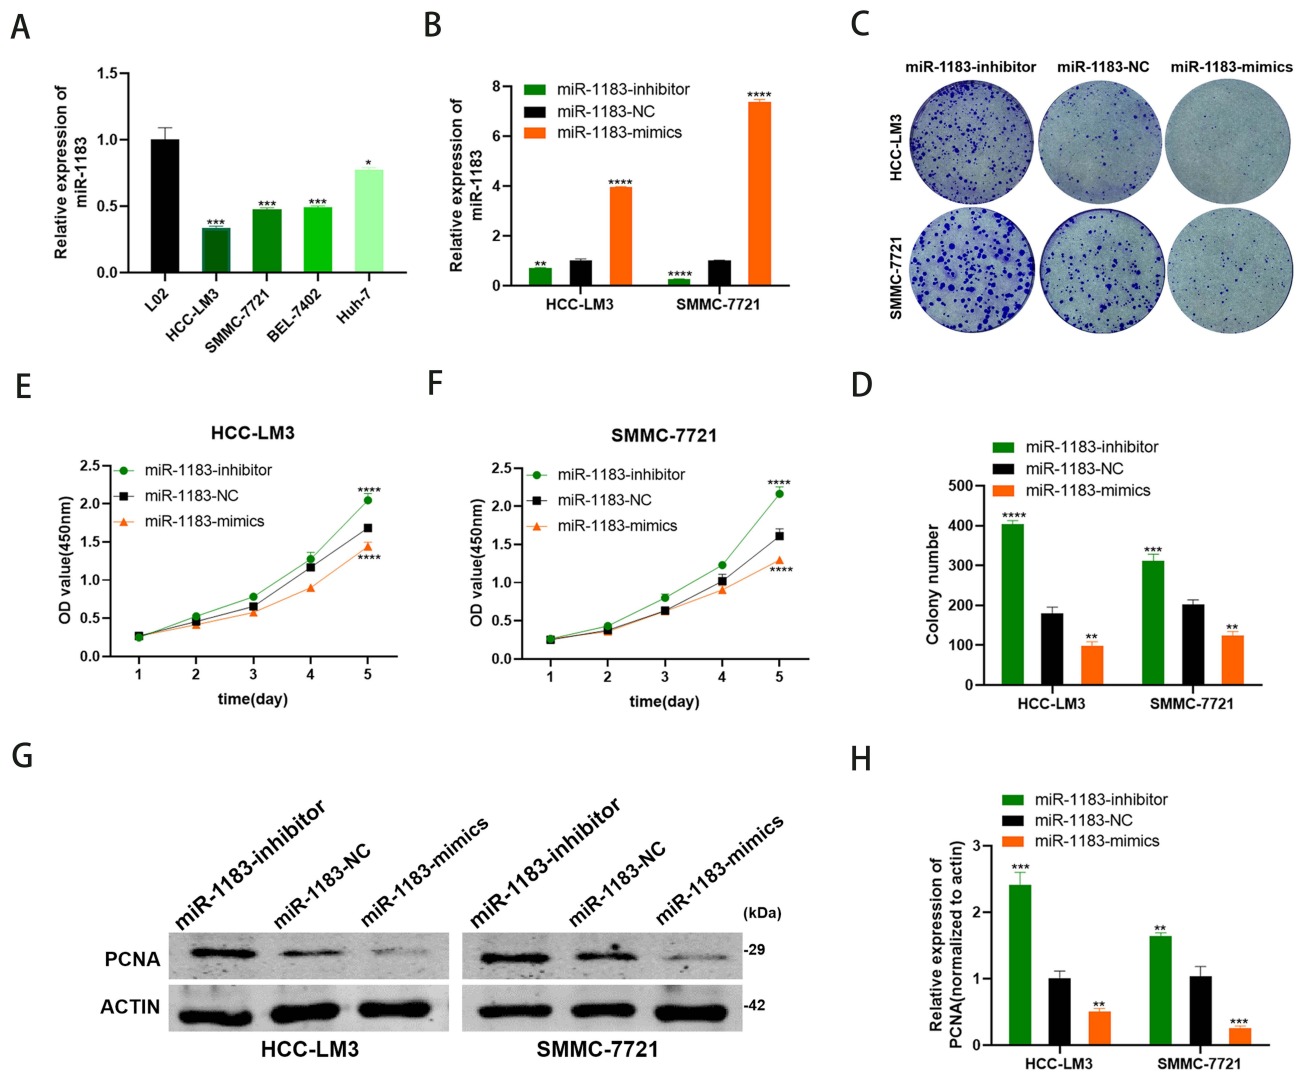 A
Relative expression of
miR-1183
1.5
1.0
0.5
0.0
***
***
***
*
L02
HCC-LM3
SMMC-7721
BEL-7402
Huh-7
B
Relative expression of
miR-1183
8
6
4
2
0
miR-1183-inhibitor
miR-1183-NC
miR-1183-mimics
**
****
****
****
HCC-LM3
SMMC-7721
C
miR-1183-inhibitor miR-1183-NC miR-1183-mimics
HCC-LM3
SMMC-7721
E
HCC-LM3
OD value(450nm)
2.5
2.0
1.5
1.0
0.5
0.0
miR-1183-inhibitor
miR-1183-NC
miR-1183-mimics
****
****
1 2 3 4 5
time(day)
F
SMMC-7721
OD value(450nm)
2.5
2.0
1.5
1.0
0.5
0.0
miR-1183-inhibitor
miR-1183-NC
miR-1183-mimics
****
****
1 2 3 4 5
time(day)
D
miR-1183-inhibitor
miR-1183-NC
miR-1183-mimics
Colony number
500
400
300
200
100
0
****
**
***
**
HCC-LM3
SMMC-7721
G
miR-1183-inhibitor
miR-1183-NC
miR-1183-mimics
miR-1183-inhibitor
miR-1183-NC
miR-1183-mimics
(kDa)
PCNA
-29
ACTIN
-42
HCC-LM3
SMMC-7721
H
miR-1183-inhibitor
miR-1183-NC
miR-1183-mimics
Relative expression of
PCNA(normalized to actin)
3
2
1
0
***
**
**
***
HCC-LM3
SMMC-7721